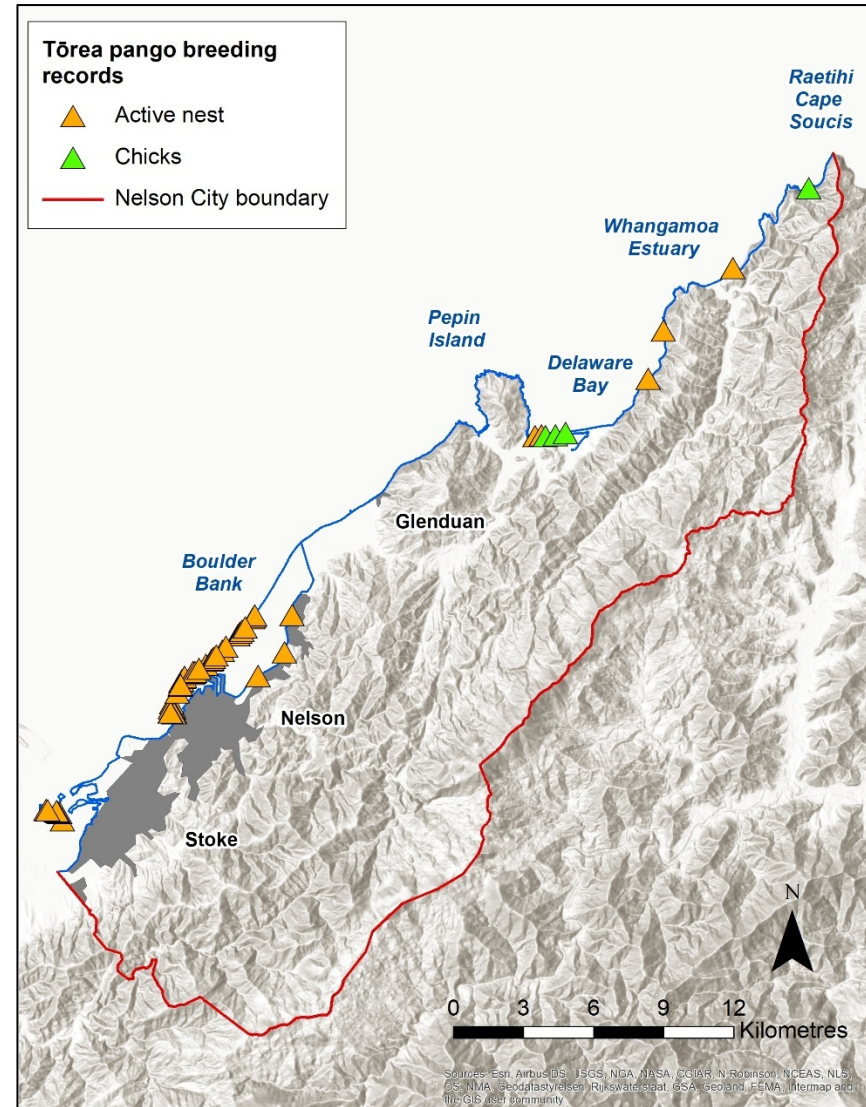 Tōrea pango breeding
records
Active nest
Chicks
Nelson City boundary
Raetihi
Cape
Soucis
Whangamoa
Estuary
Pepin
Island
Delaware
Bay
Glenduan
Boulder
Bank
Nelson
Stoke
N
0 3 6 9 12
Kilometres
Sources: Esri, Airbus DS, USGS, NGA, NASA, CGIAR, N Robinson, NCEAS, NLS,
OS, NMA, Geodatastyrelsen, Rijkswaterstaat, GSA, Geoland, FEMA, Intermap and
the GIS user community